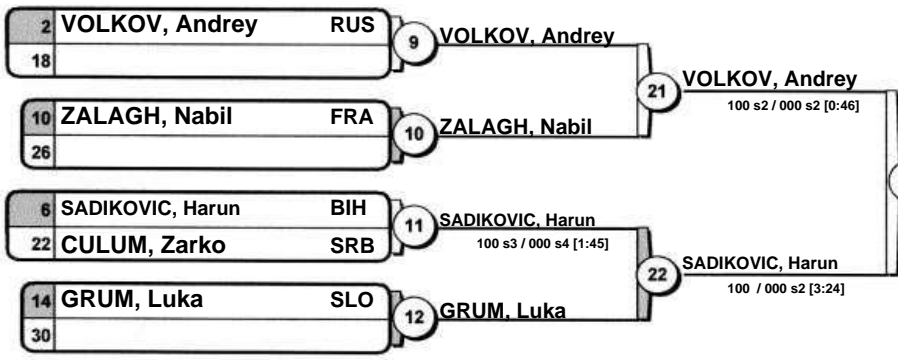 2 VOLKOV, Andrey RUS
18
9
VOLKOV, Andrey
10 ZALAGH, Nabil FRA
26
10
ZALAGH, Nabil
21
VOLKOV, Andrey
100 s2 / 000 s2 [0:46]
6 SADIKOVIC, Harun BIH
22 CULUM, Zarko SRB
11
SADIKOVIC, Harun
100 s3 / 000 s4 [1:45]
14 GRUM, Luka SLO
30
12
GRUM, Luka
22
SADIKOVIC, Harun
100 / 000 s2 [3:24]